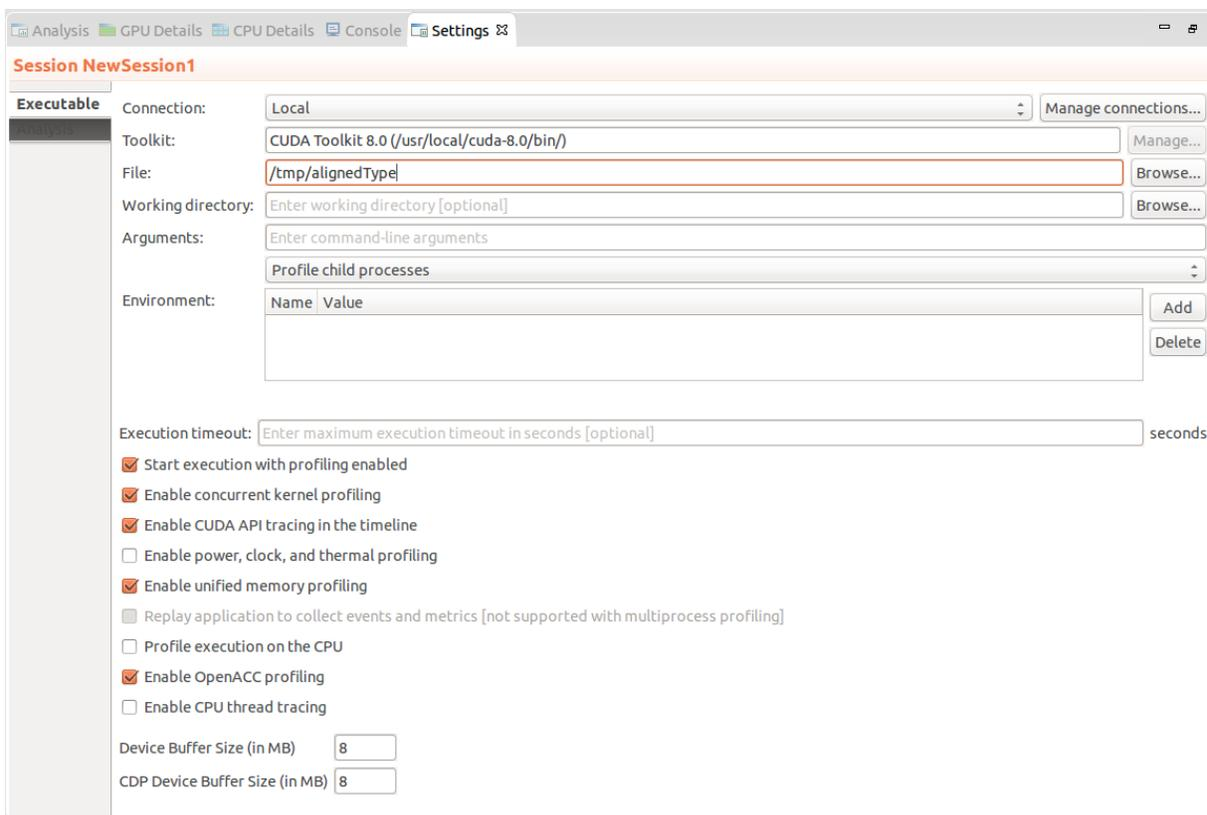 Analysis GPU Details CPU Details Console Settings
Session NewSession1
Executable
Analysis
Connection: Local Manage connections...
Toolkit: CUDA Toolkit 8.0 (/usr/local/cuda-8.0/bin/) Manage...
File: /tmp/alignedType Browse...
Working directory: Enter working directory [optional] Browse...
Arguments: Enter command-line arguments
Profile child processes
Environment: Name Value Add
Delete
Execution timeout: Enter maximum execution timeout in seconds [optional] seconds
Start execution with profiling enabled
Enable concurrent kernel profiling
Enable CUDA API tracing in the timeline
Enable power, clock, and thermal profiling
Enable unified memory profiling
Replay application to collect events and metrics [not supported with multiprocess profiling]
Profile execution on the CPU
Enable OpenACC profiling
Enable CPU thread tracing
Device Buffer Size (in MB) 8
CDP Device Buffer Size (in MB) 8